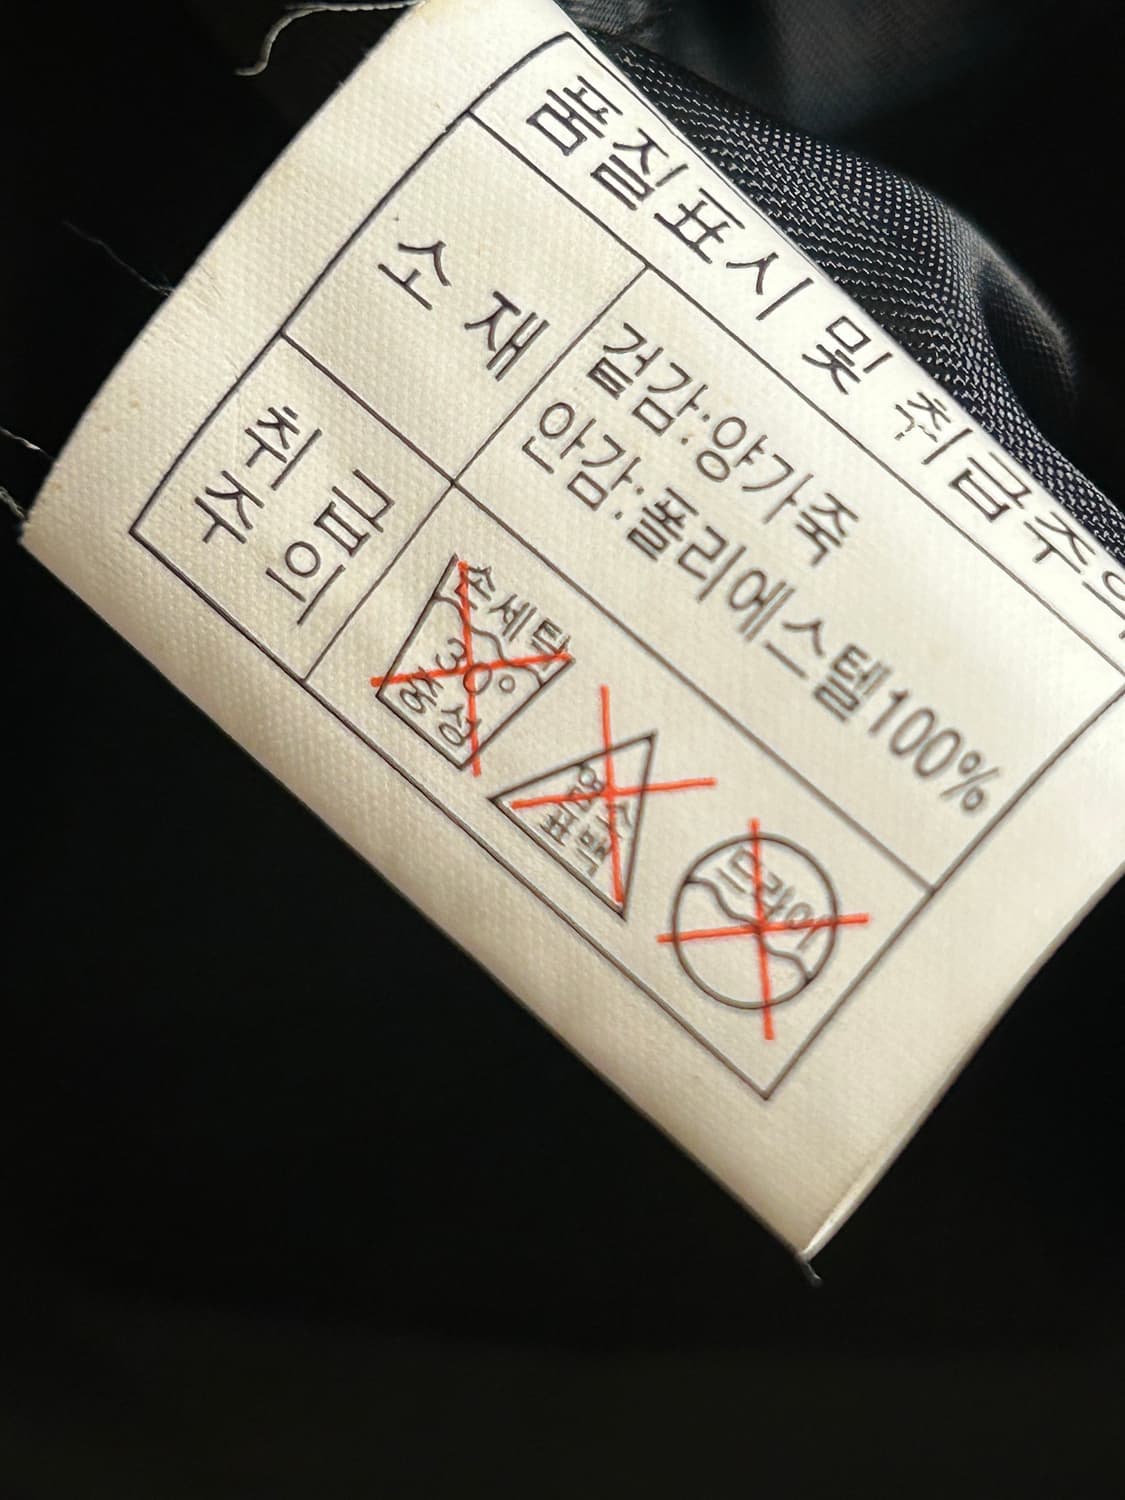 품질표시 및 취급주의
소 재
겉감:양가죽
안감:폴리에스텔100%
취 급
주 의
손세탁
30°
중성
염소
표백
드라이